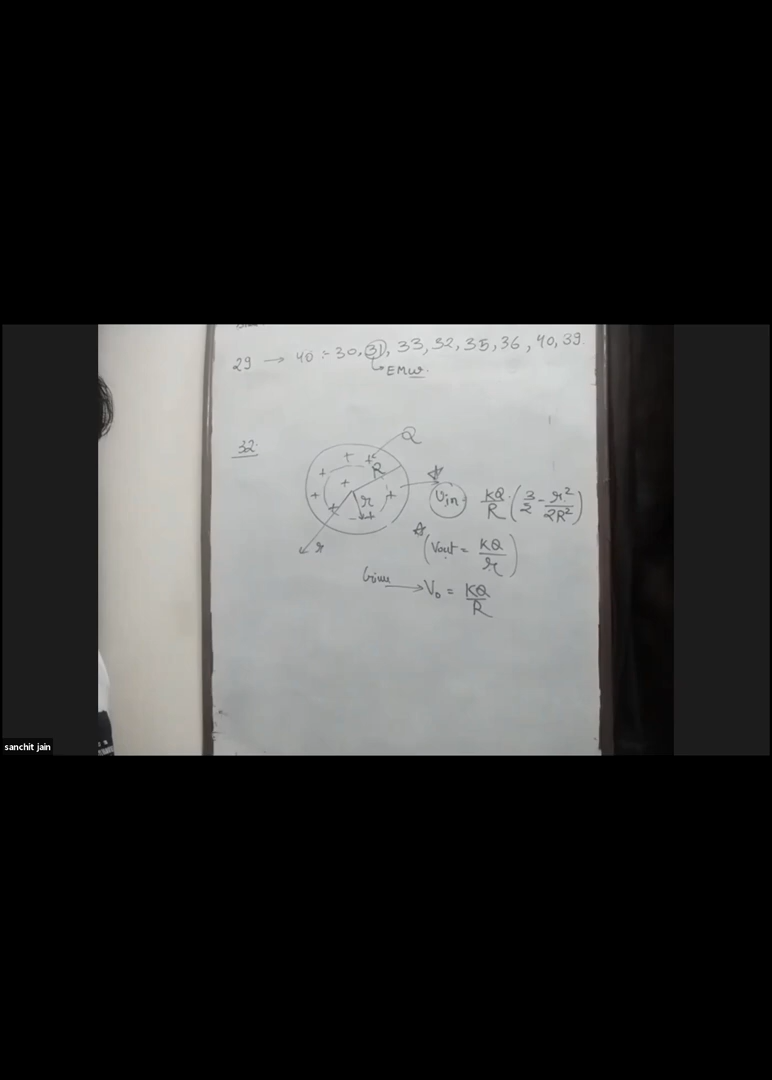 29 → 40 :- 30, 31, 33, 32, 35, 36, 40, 39
↳ EMW.
32.
+ + + + + + + + Q
R
r
r
Vin KQ/R (3/2 - r²/2R²)
(Vout = KQ/r)
Given → V₀ = KQ/R
sanchit jain